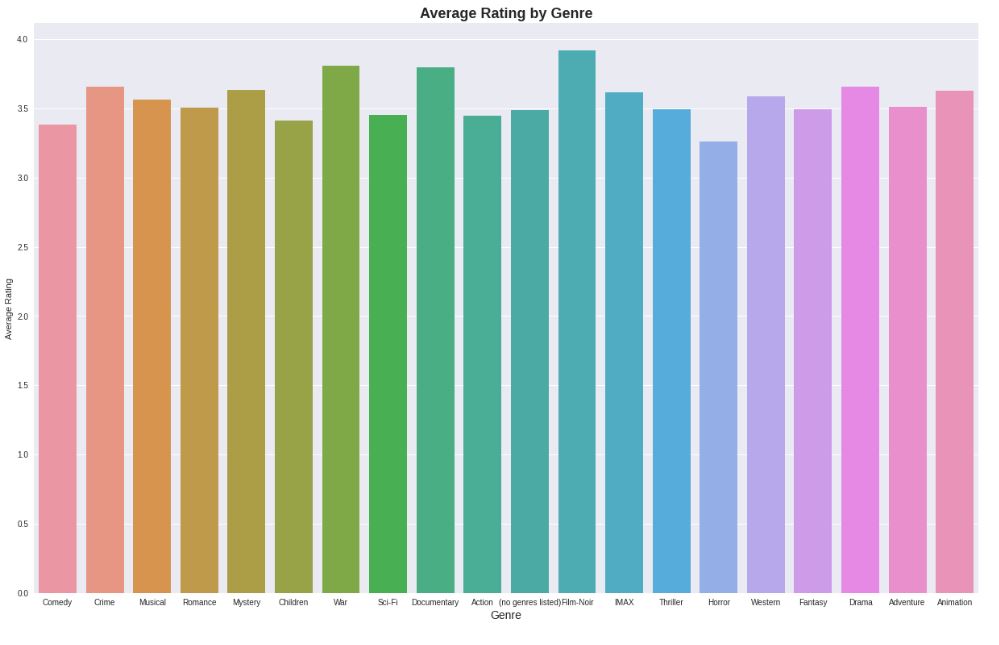 Average Rating by Genre
4.0
3.5
3.0
2.5
2.0
1.5
1.0
0.5
0.0
Average Rating
Comedy Crime Musical Romance Mystery Children War Sci-Fi Documentary Action (no genres listed) Film-Noir IMAX Thriller Horror Western Fantasy Drama Adventure Animation
Genre